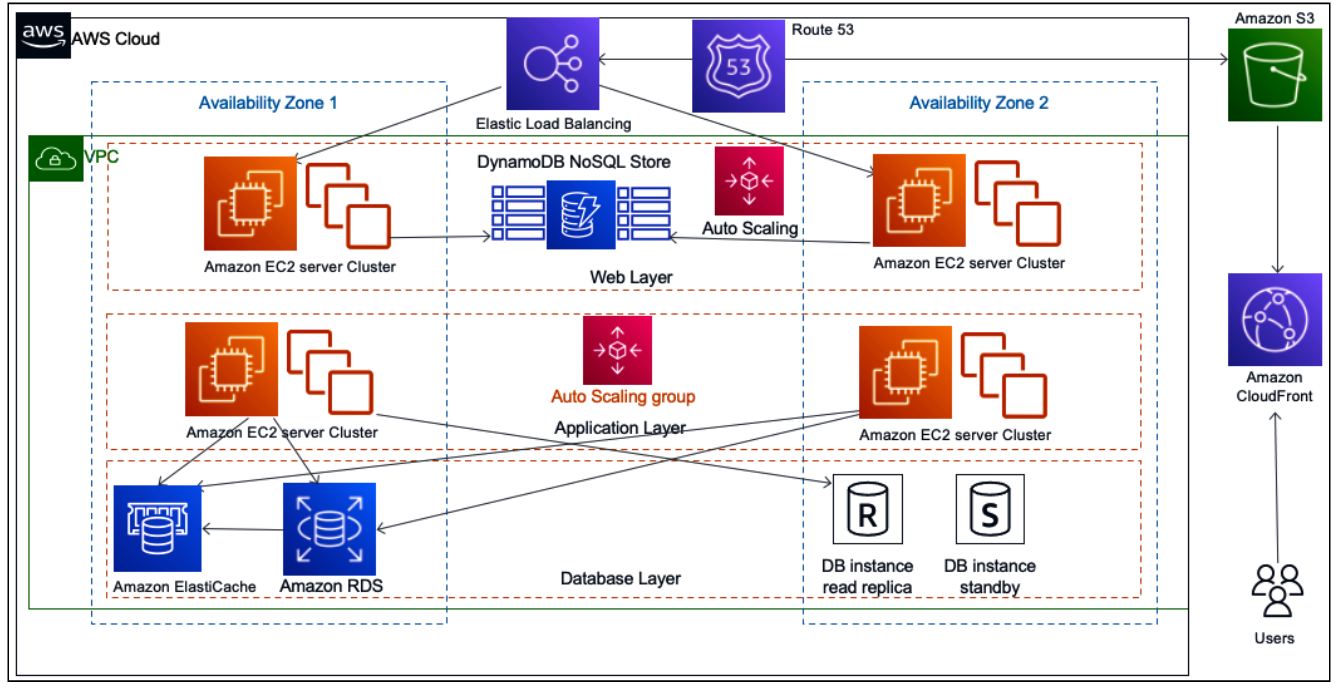 aws
AWS Cloud
Route 53
53
Amazon S3
Elastic Load Balancing
Availability Zone 1
Availability Zone 2
VPC
DynamoDB NoSQL Store
Auto Scaling
Amazon EC2 server Cluster
Amazon EC2 server Cluster
Web Layer
Auto Scaling group
Amazon EC2 server Cluster
Application Layer
Amazon EC2 server Cluster
Amazon
CloudFront
R
S
Amazon ElastiCache
Amazon RDS
Database Layer
DB instance
read replica
DB instance
standby
Users